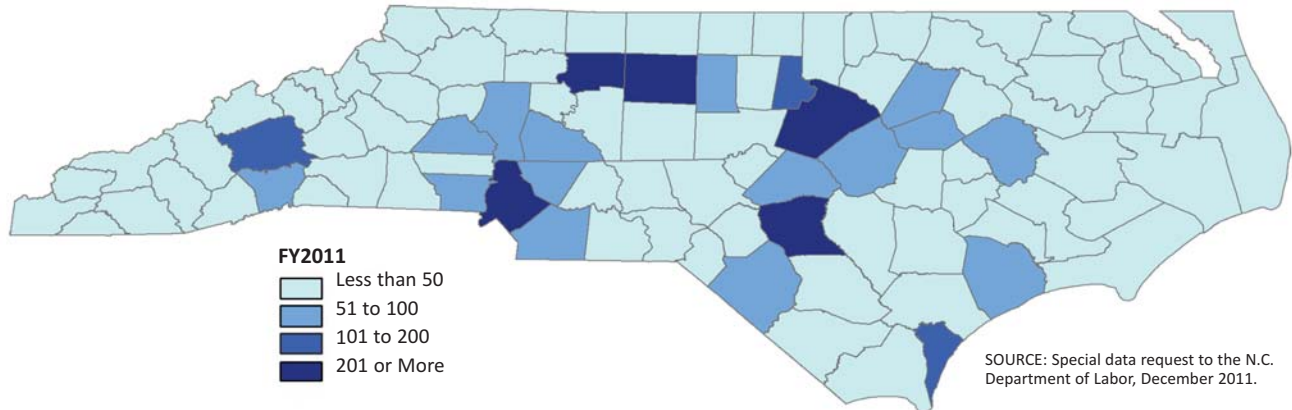 FY2011
Less than 50
51 to 100
101 to 200
201 or More
SOURCE: Special data request to the N.C.
Department of Labor, December 2011.